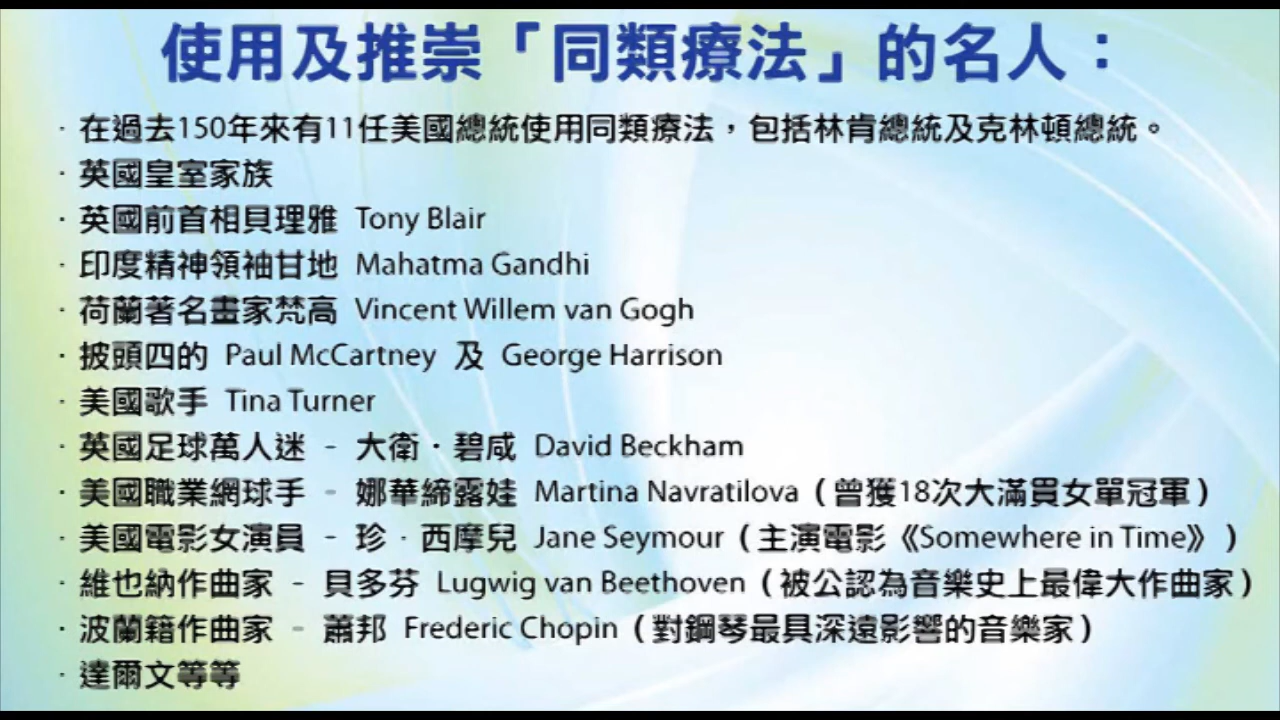 使用及推崇「同類療法」的名人：
· 在過去150年來有11任美國總統使用同類療法，包括林肯總統及克林頓總統。
· 英國皇室家族
· 英國前首相貝理雅 Tony Blair
· 印度精神領袖甘地 Mahatma Gandhi
· 荷蘭著名畫家梵高 Vincent Willem van Gogh
· 披頭四的 Paul McCartney 及 George Harrison
· 美國歌手 Tina Turner
· 英國足球萬人迷 - 大衛·碧咸 David Beckham
· 美國職業網球手 - 娜華締露娃 Martina Navratilova（曾獲18次大滿貫女單冠軍）
· 美國電影女演員 - 珍·西摩兒 Jane Seymour（主演電影《Somewhere in Time》）
· 維也納作曲家 - 貝多芬 Lugwig van Beethoven（被公認為音樂史上最偉大作曲家）
· 波蘭籍作曲家 - 蕭邦 Frederic Chopin（對鋼琴最具深遠影響的音樂家）
· 達爾文等等